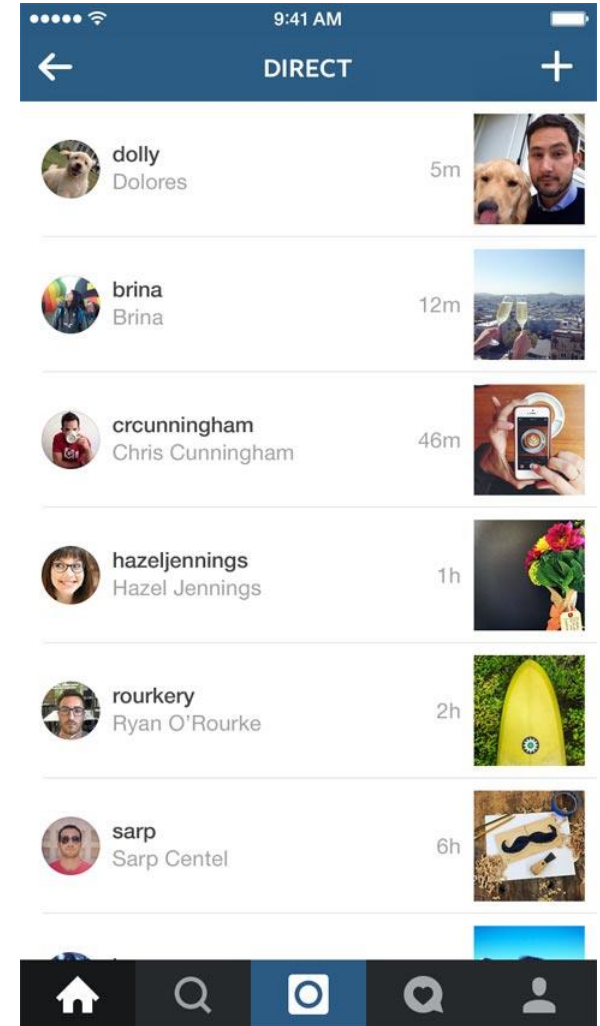 9:41 AM
DIRECT
dolly
Dolores
5m
brina
Brina
12m
crcunningham
Chris Cunningham
46m
hazeljennings
Hazel Jennings
1h
rourkery
Ryan O'Rourke
2h
sarp
Sarp Centel
6h